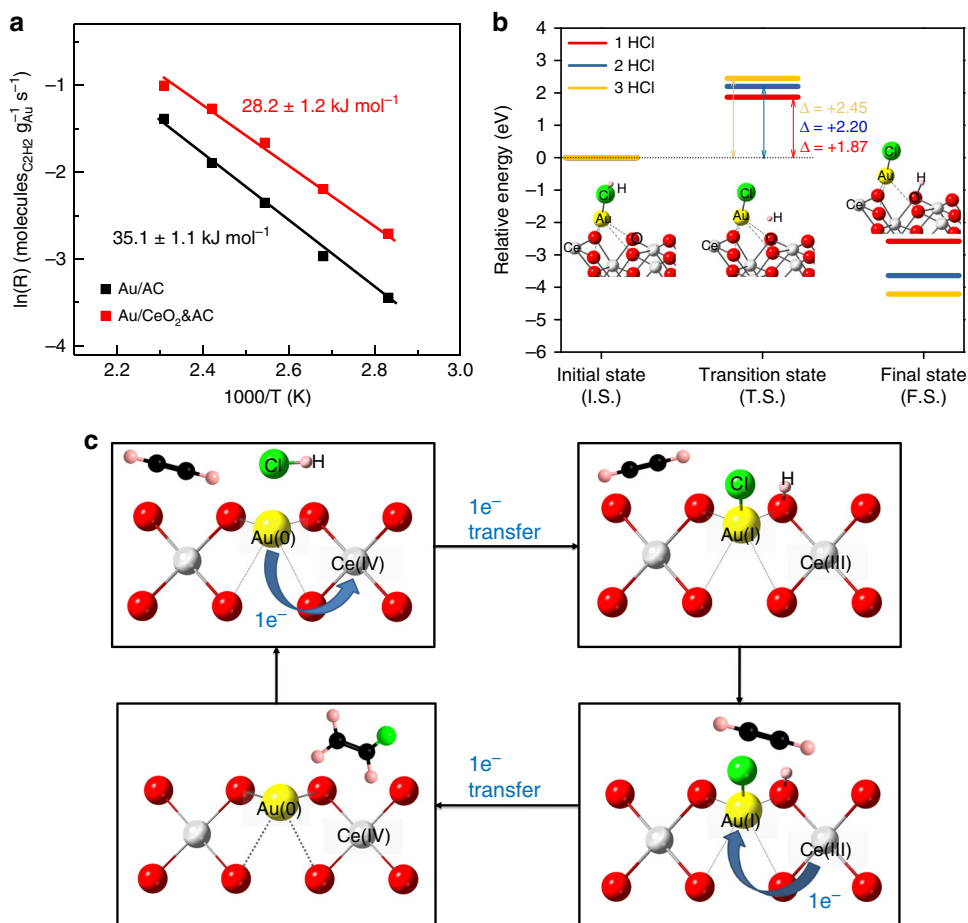 a
ln(R) (molecules_C2H2 g_Au^−1 s^−1)
−1
−2
−3
−4
28.2 ± 1.2 kJ mol^−1
35.1 ± 1.1 kJ mol^−1
Au/AC
Au/CeO₂&AC
2.2 2.4 2.6 2.8 3.0
1000/T (K)
b
Relative energy (eV)
4
3
2
1
0
−1
−2
−3
−4
−5
−6
1 HCl
2 HCl
3 HCl
Δ = +2.45
Δ = +2.20
Δ = +1.87
Cl
H
Au
Ce
O
Cl
Au
H
Ce
O
Cl
Au
H
Ce
O
Initial state
(I.S.)
Transition state
(T.S.)
Final state
(F.S.)
c
Cl H
Au(0)
Ce(IV)
1e⁻
1e⁻
transfer
Cl
H
Au(I)
Ce(III)
Au(0)
Ce(IV)
1e⁻
transfer
Au(I)
Ce(III)
1e⁻